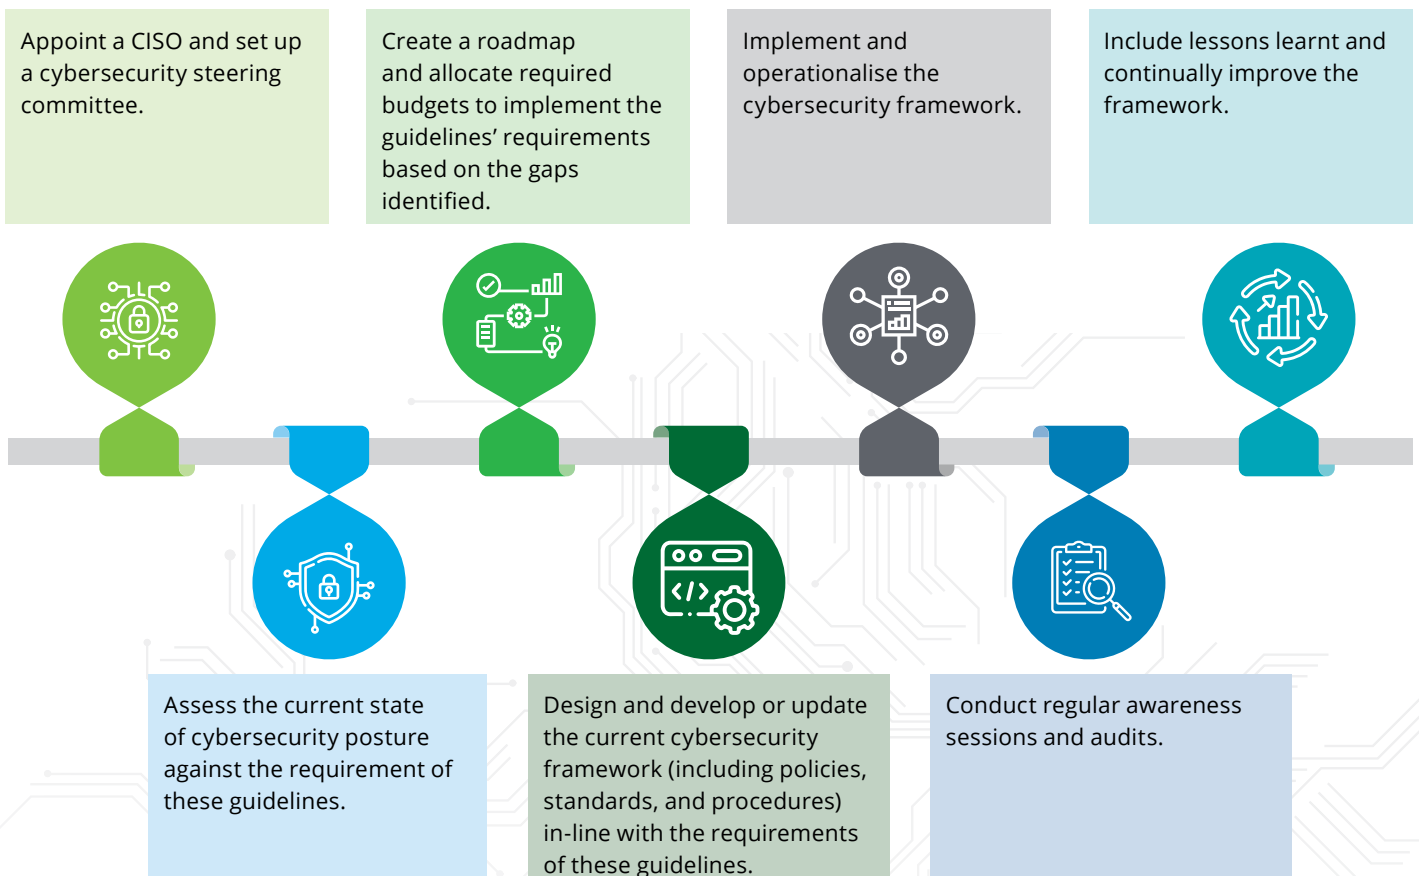 Appoint a CISO and set up
a cybersecurity steering
committee.
Create a roadmap
and allocate required
budgets to implement the
guidelines’ requirements
based on the gaps
identified.
Implement and
operationalise the
cybersecurity framework.
Include lessons learnt and
continually improve the
framework.
Assess the current state
of cybersecurity posture
against the requirement of
these guidelines.
Design and develop or update
the current cybersecurity
framework (including policies,
standards, and procedures)
in-line with the requirements
of these guidelines.
Conduct regular awareness
sessions and audits.